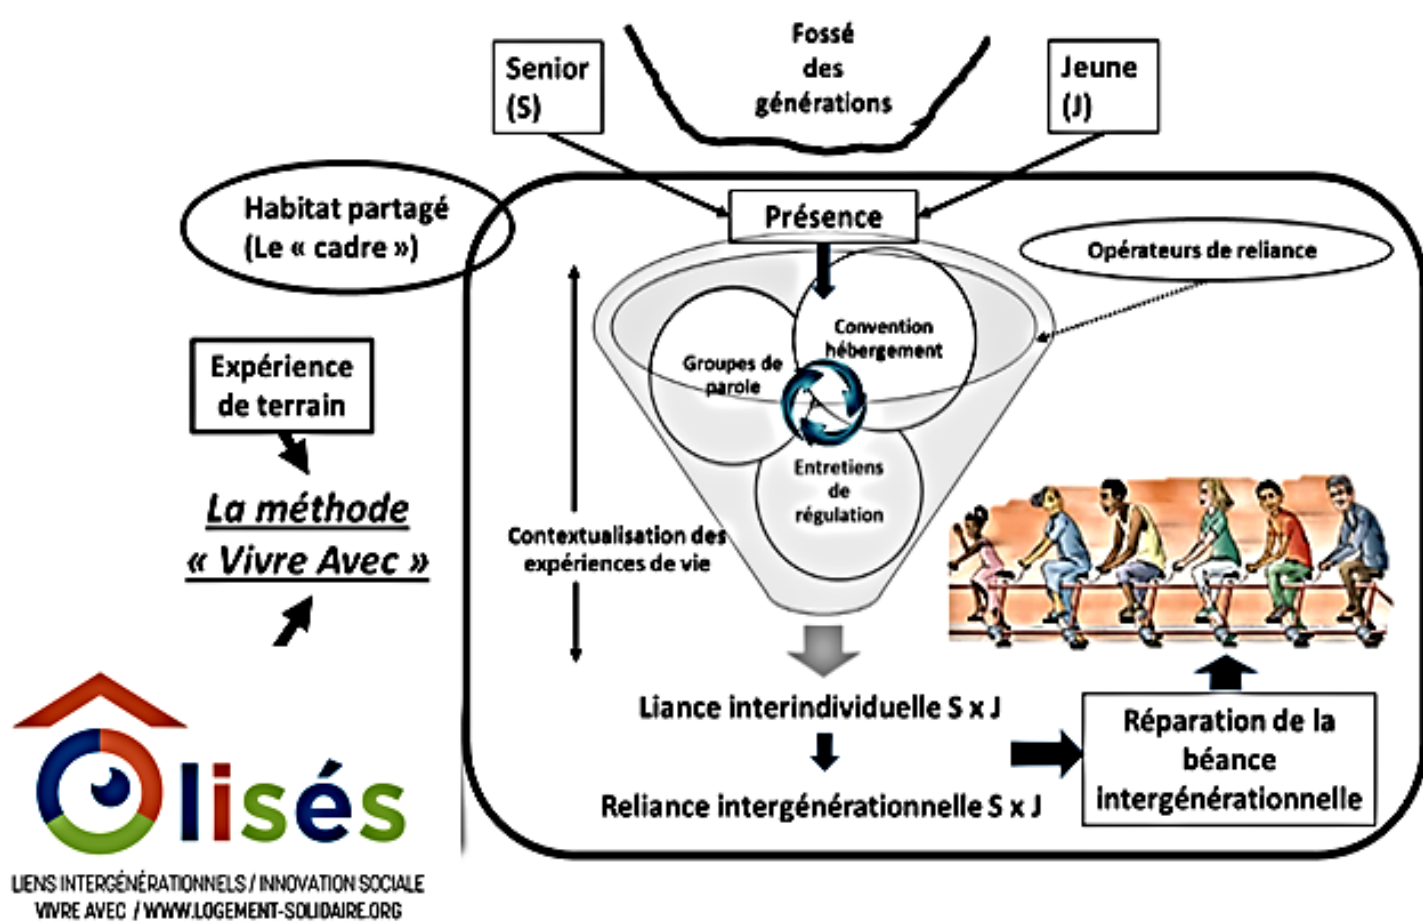 Fossé
des
générations
Senior
(S)
Jeune
(J)
Habitat partagé
(Le « cadre »)
Présence
Opérateurs de reliance
Convention
hébergement
Groupes de
parole
Entretiens
de
régulation
Expérience
de terrain
La méthode
« Vivre Avec »
Contextualisation des
expériences de vie
Liance interindividuelle S x J
Reliance intergénérationnelle S x J
Réparation de la
béance
intergénérationnelle
Olisés
LIENS INTERGÉNÉRATIONNELS / INNOVATION SOCIALE
VIVRE AVEC / WWW.LOGEMENT-SOLIDAIRE.ORG